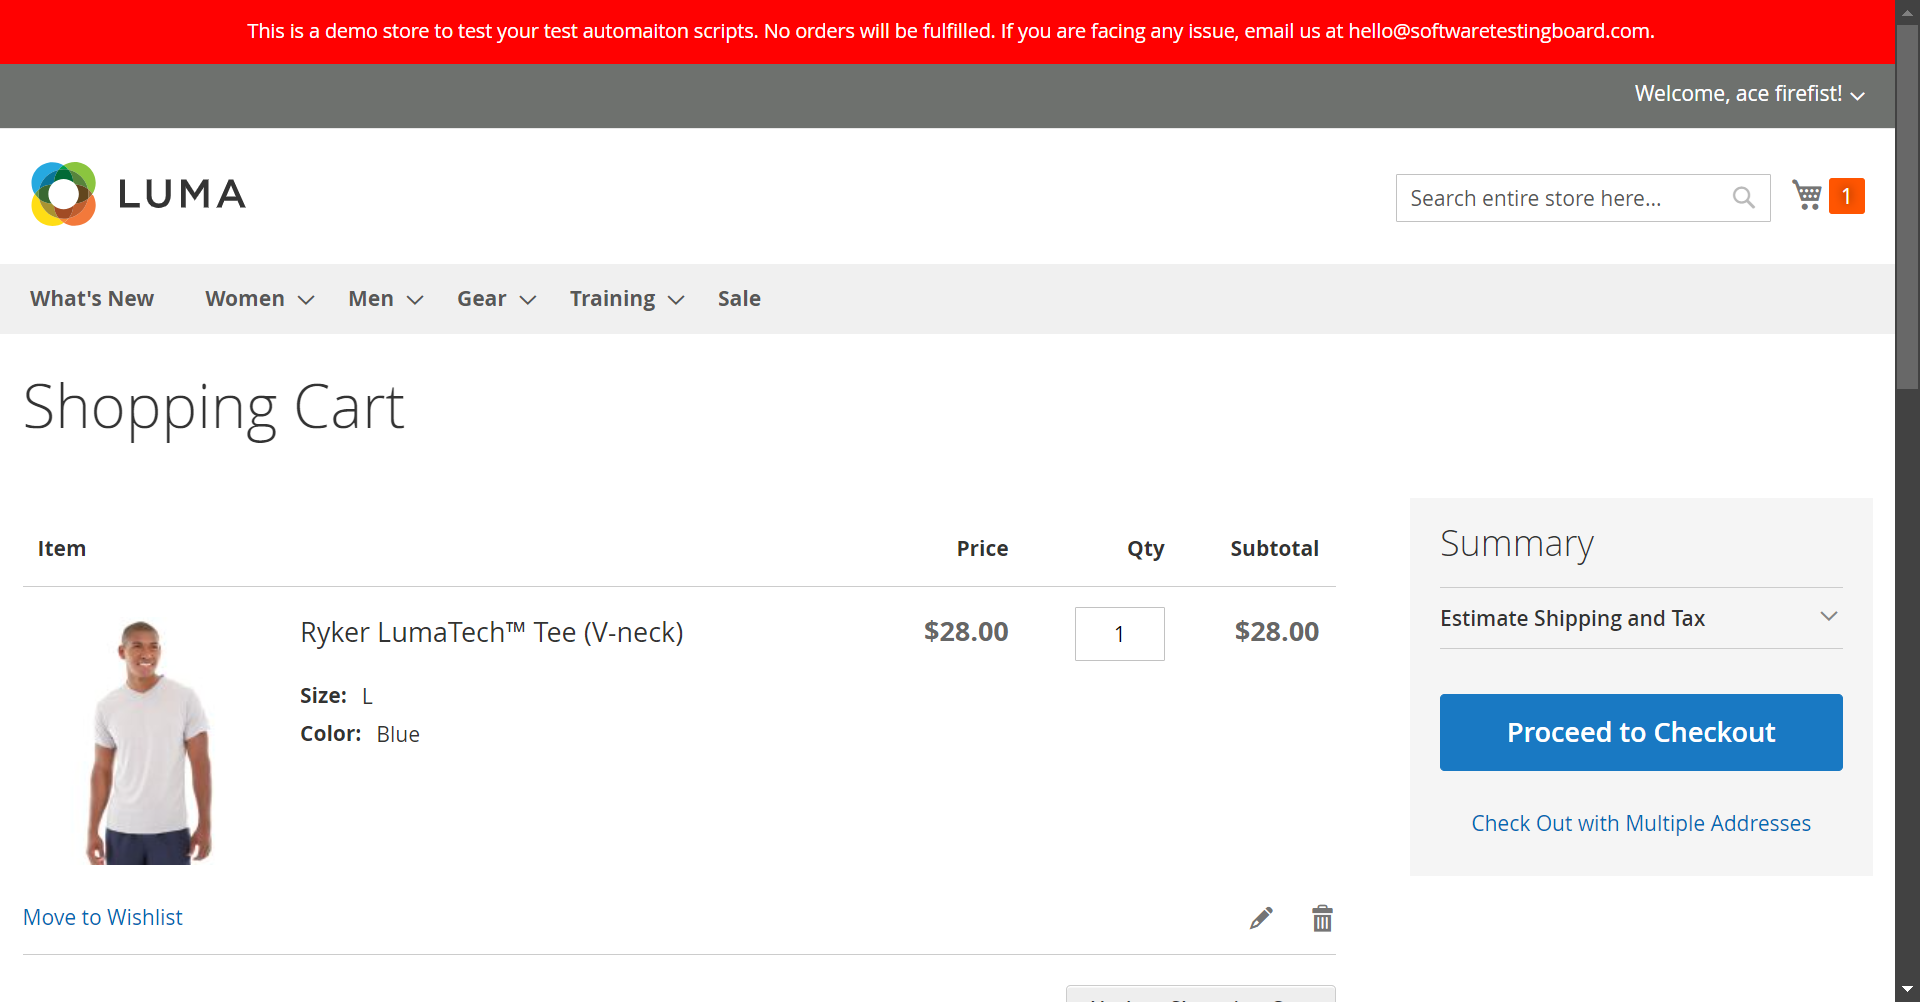 This is a demo store to test your test automaiton scripts. No orders will be fulfilled. If you are facing any issue, email us at hello@softwaretestingboard.com.
Welcome, ace firefist!
LUMA
Search entire store here...
1
What's New
Women
Men
Gear
Training
Sale
Shopping Cart
Item
Price
Qty
Subtotal
Ryker LumaTech™ Tee (V-neck)
$28.00
1
$28.00
Size: L
Color: Blue
Move to Wishlist
Summary
Estimate Shipping and Tax
Proceed to Checkout
Check Out with Multiple Addresses